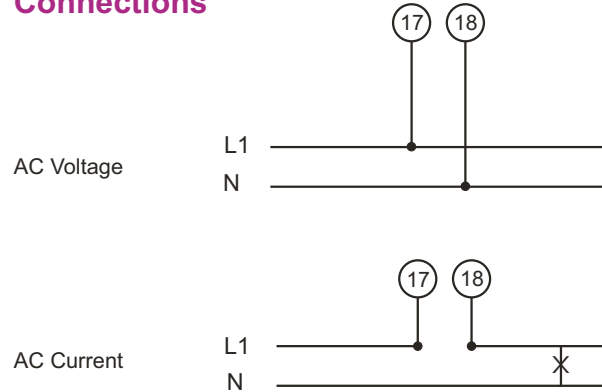 Connections
17 18
L1
AC Voltage
N
17 18
L1
AC Current
N